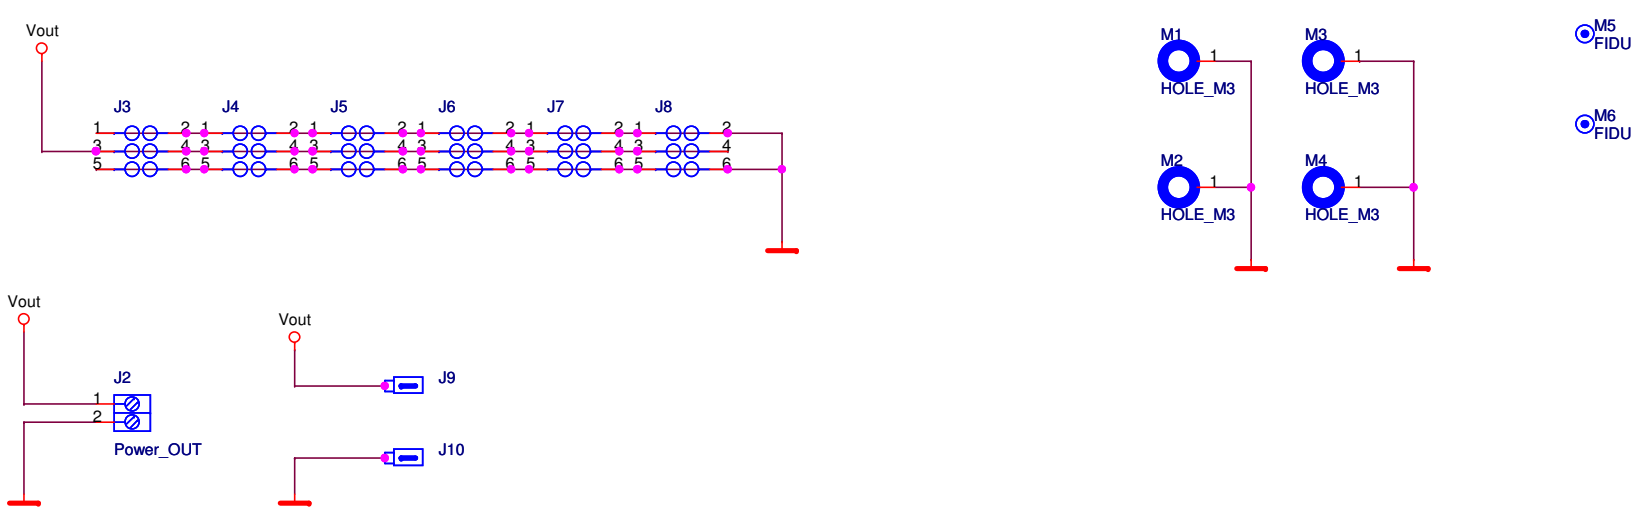 Vout
J3 J4 J5 J6 J7 J8
1 2 1 2 1 2 1 2 1 2 1 2
3 4 3 4 3 4 3 4 3 4 3 4
5 6 5 6 5 6 5 6 5 6 5 6
M1
1
HOLE_M3
M3
1
HOLE_M3
M2
1
HOLE_M3
M4
1
HOLE_M3
M5
FIDU
M6
FIDU
Vout
J2
1
2
Power_OUT
Vout
J9
J10